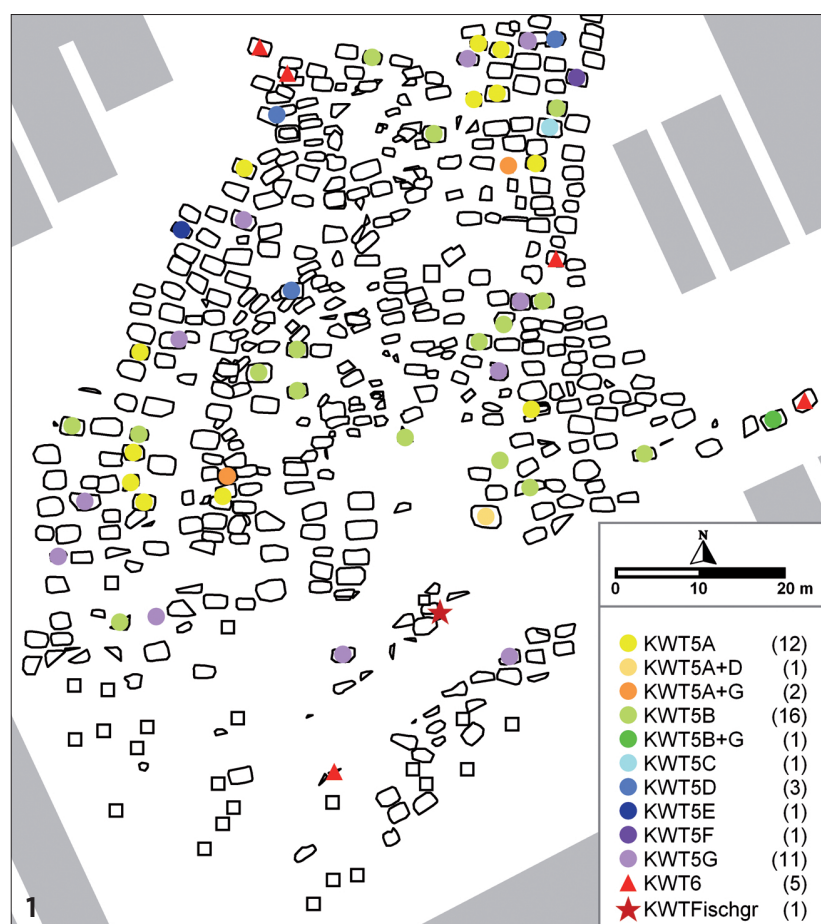 N
0 10 20 m
KWT5A (12)
KWT5A+D (1)
KWT5A+G (2)
KWT5B (16)
KWT5B+G (1)
KWT5C (1)
KWT5D (3)
KWT5E (1)
KWT5F (1)
KWT5G (11)
KWT6 (5)
KWTFischgr (1)
1